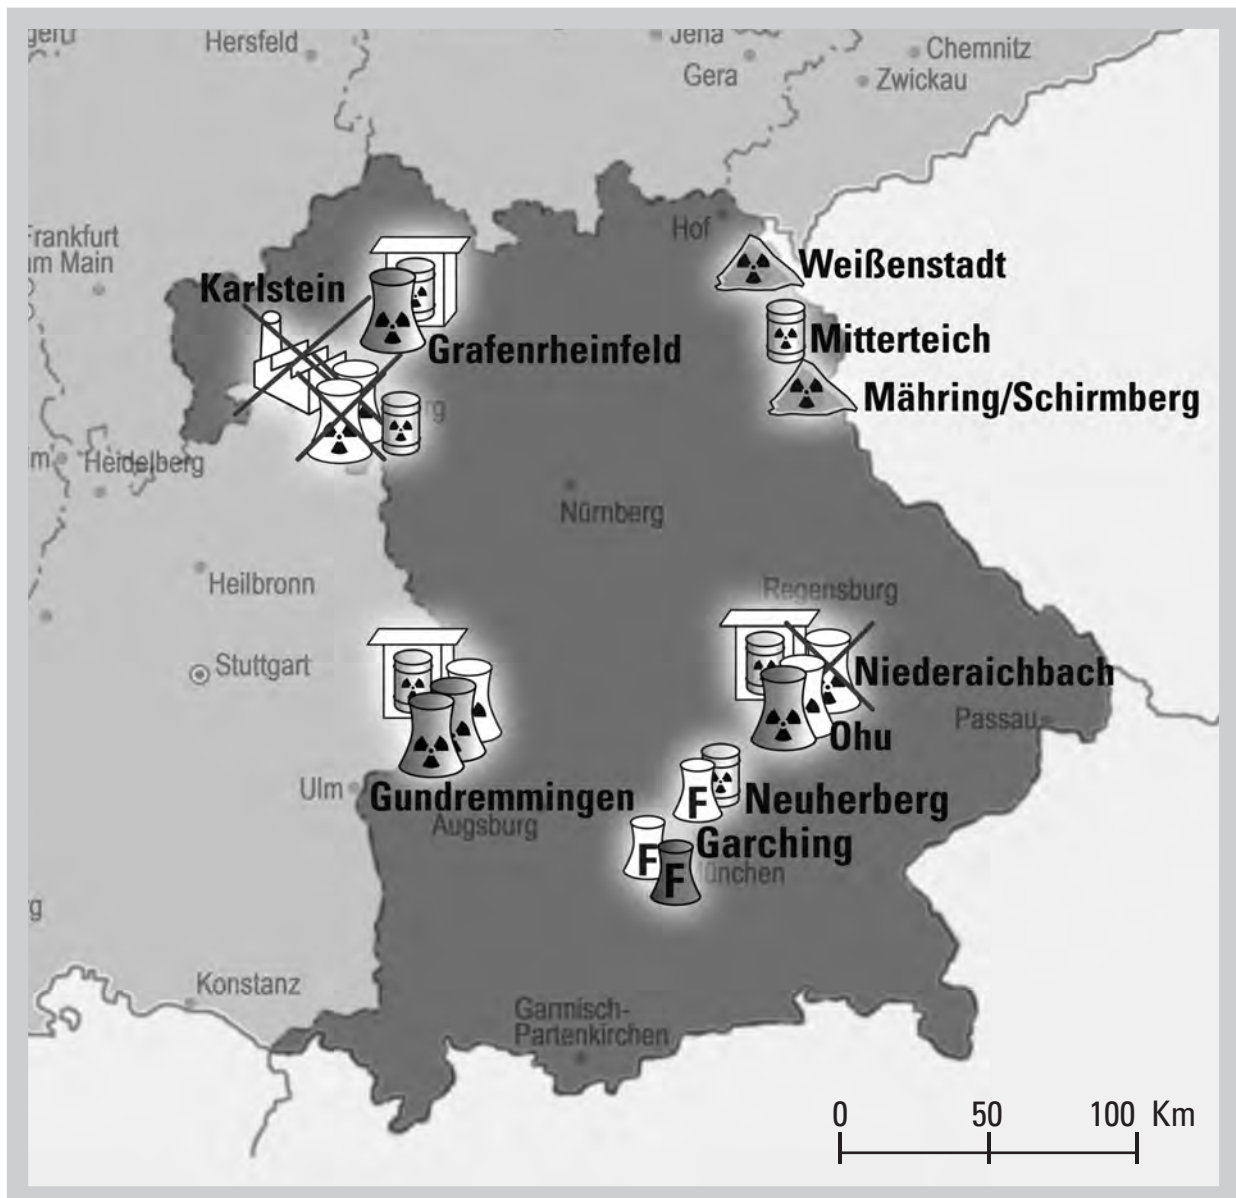 Hersfeld
Jena
Gera
Chemnitz
Zwickau
Frankfurt
am Main
Hof
Weißenstadt
Karlstein
Mitterteich
Grafenrheinfeld
Mähring/Schirmberg
Heidelberg
Nürnberg
Heilbronn
Regensburg
Stuttgart
Niederaichbach
Passau
Ohu
Ulm
Gundremmingen
Augsburg
F
Neuherberg
Garching
F
F
München
Konstanz
Garmisch-
Partenkirchen
0 50 100 Km